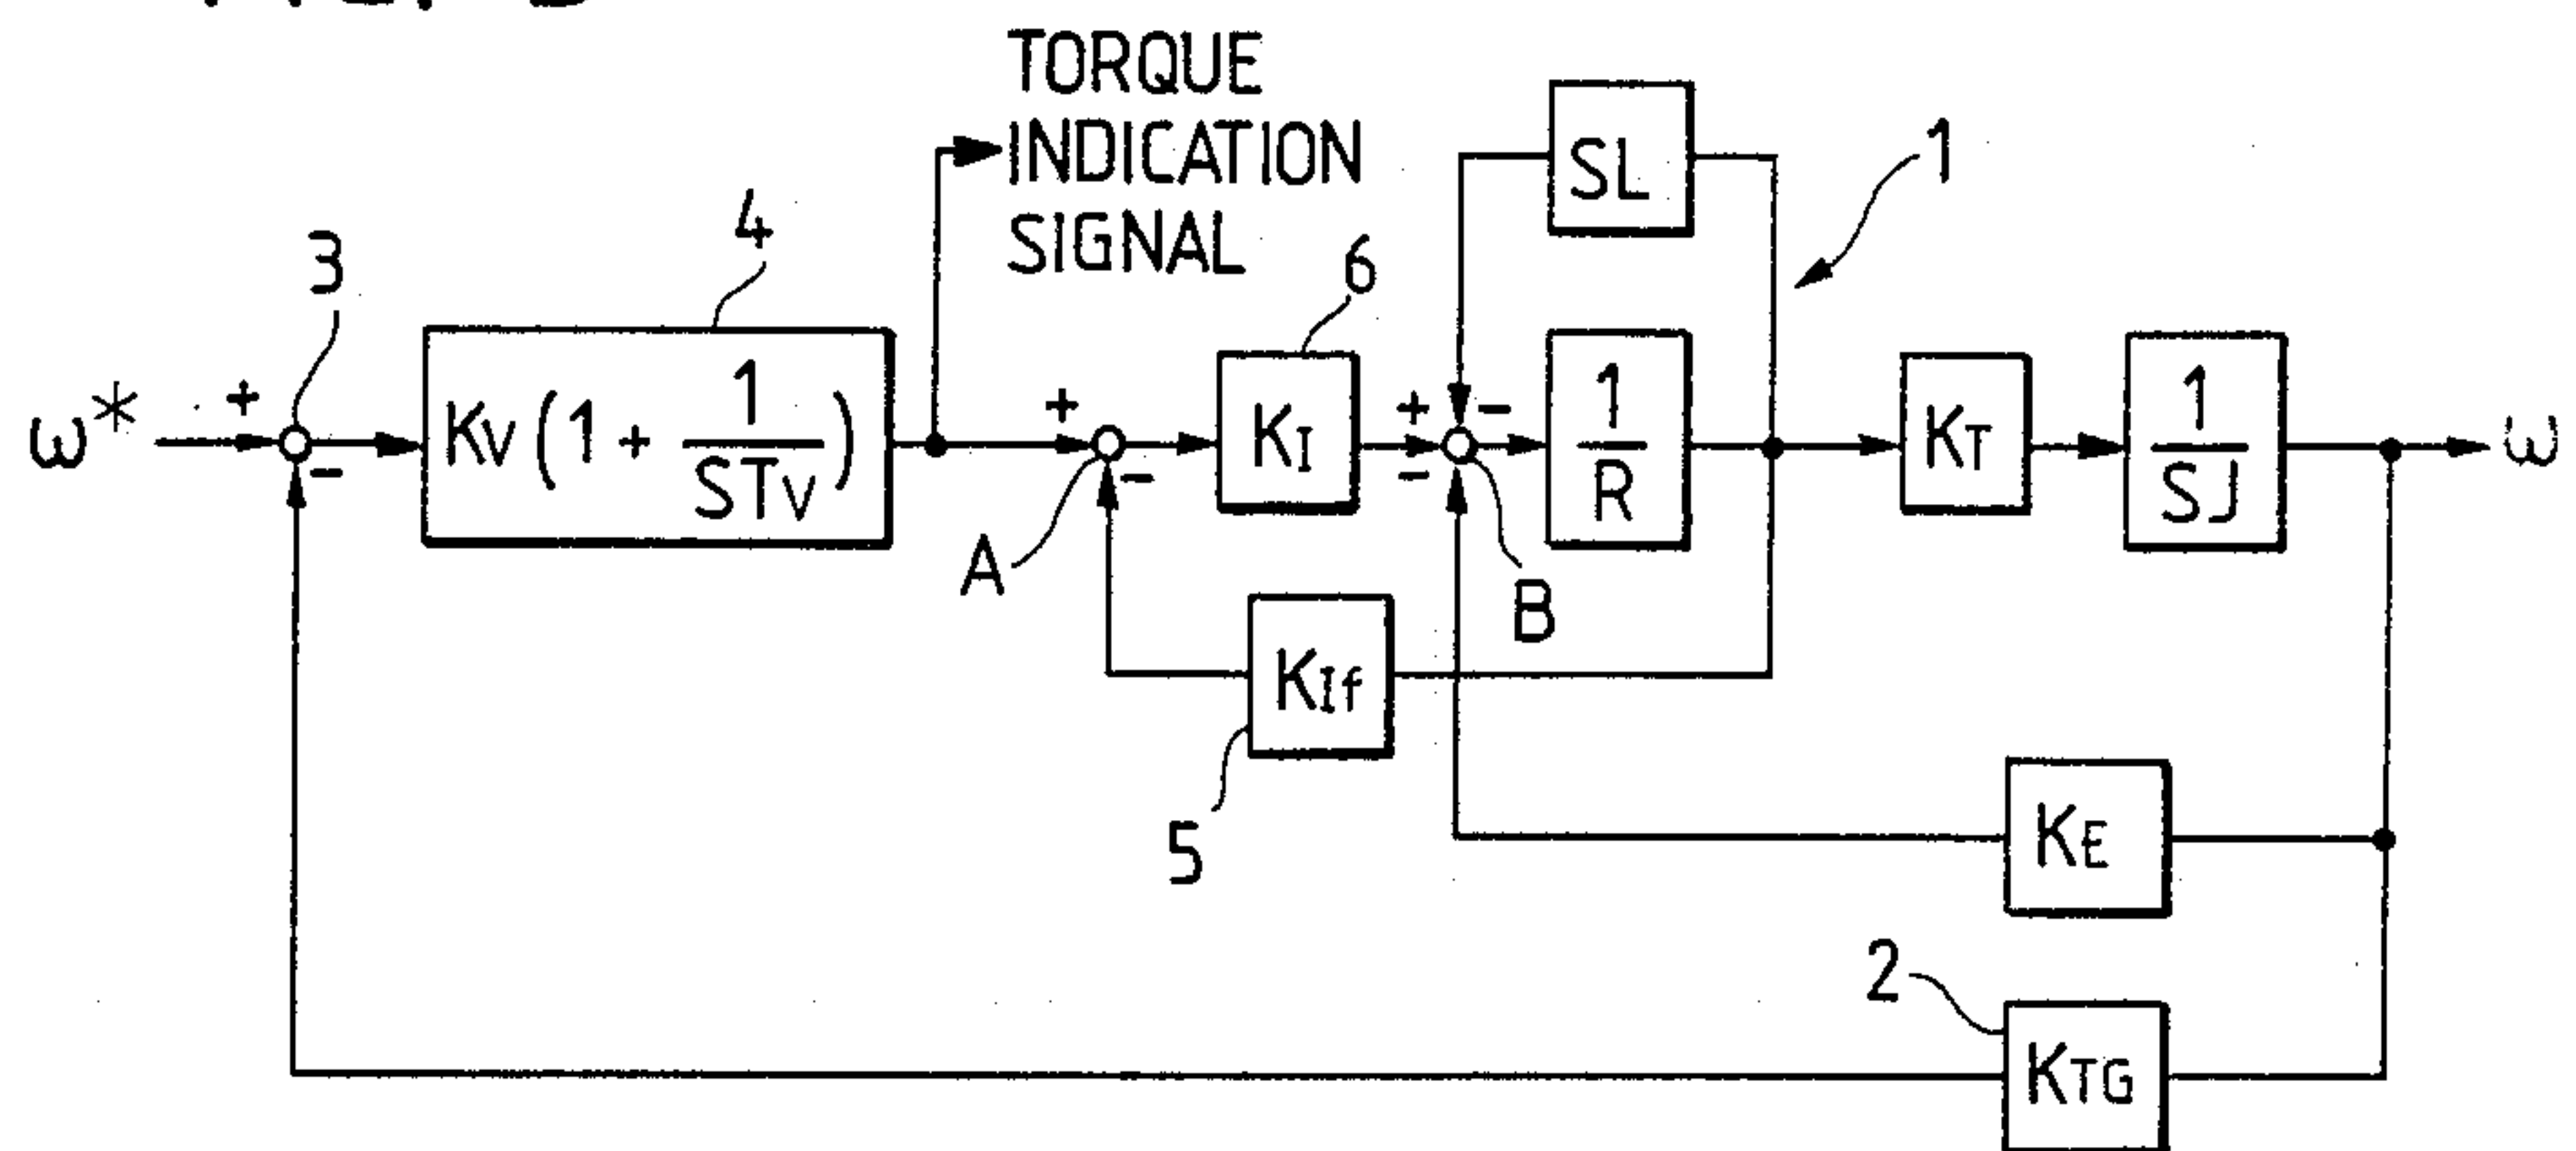 TORQUE
INDICATION
SIGNAL
SL
1
4
3
6
ω*
+
-
KV(1 + 1/STV)
+
-
KI
+
-
-
1/R
KT
1/SJ
ω
A
B
KIf
5
KE
2
KTG